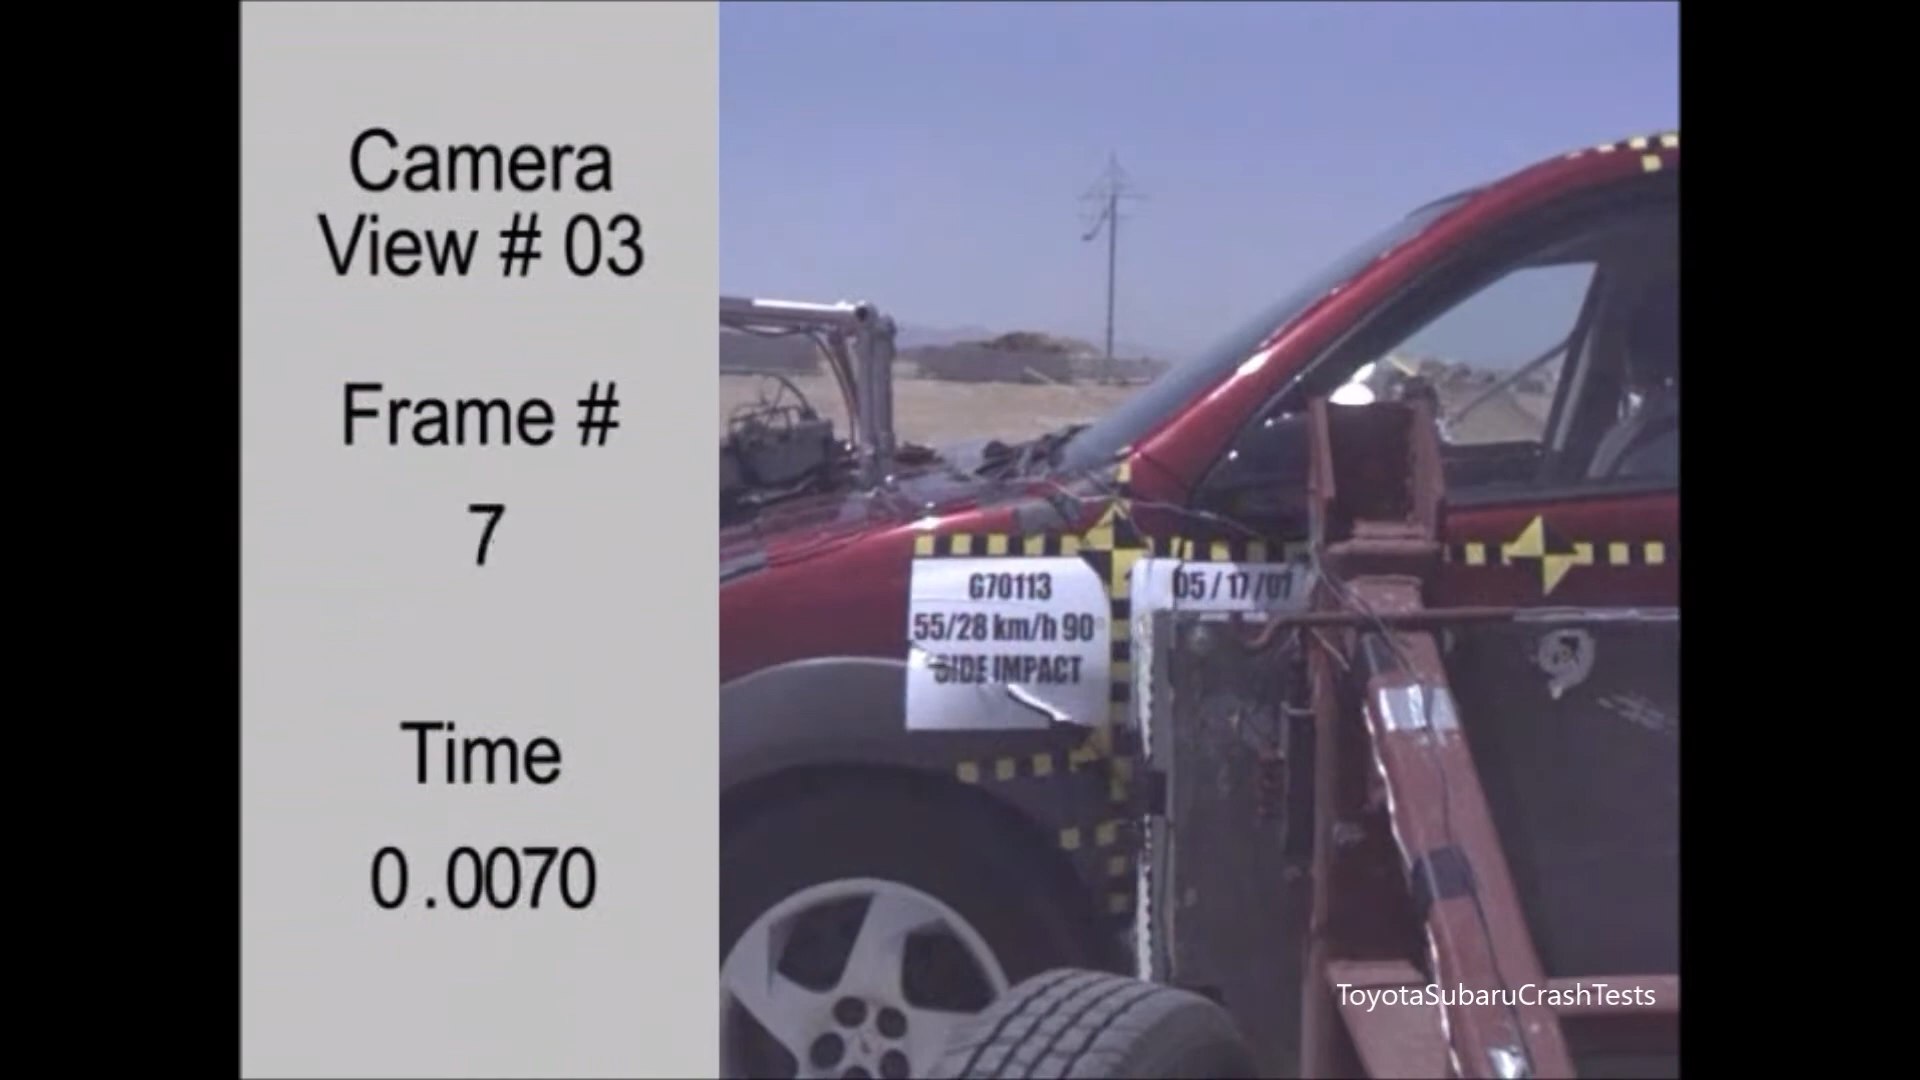 Camera
View # 03
Frame #
7
Time
0.0070
G70113
55/28 km/h 90°
SIDE IMPACT
05/17/07
ToyotaSubaruCrashTests